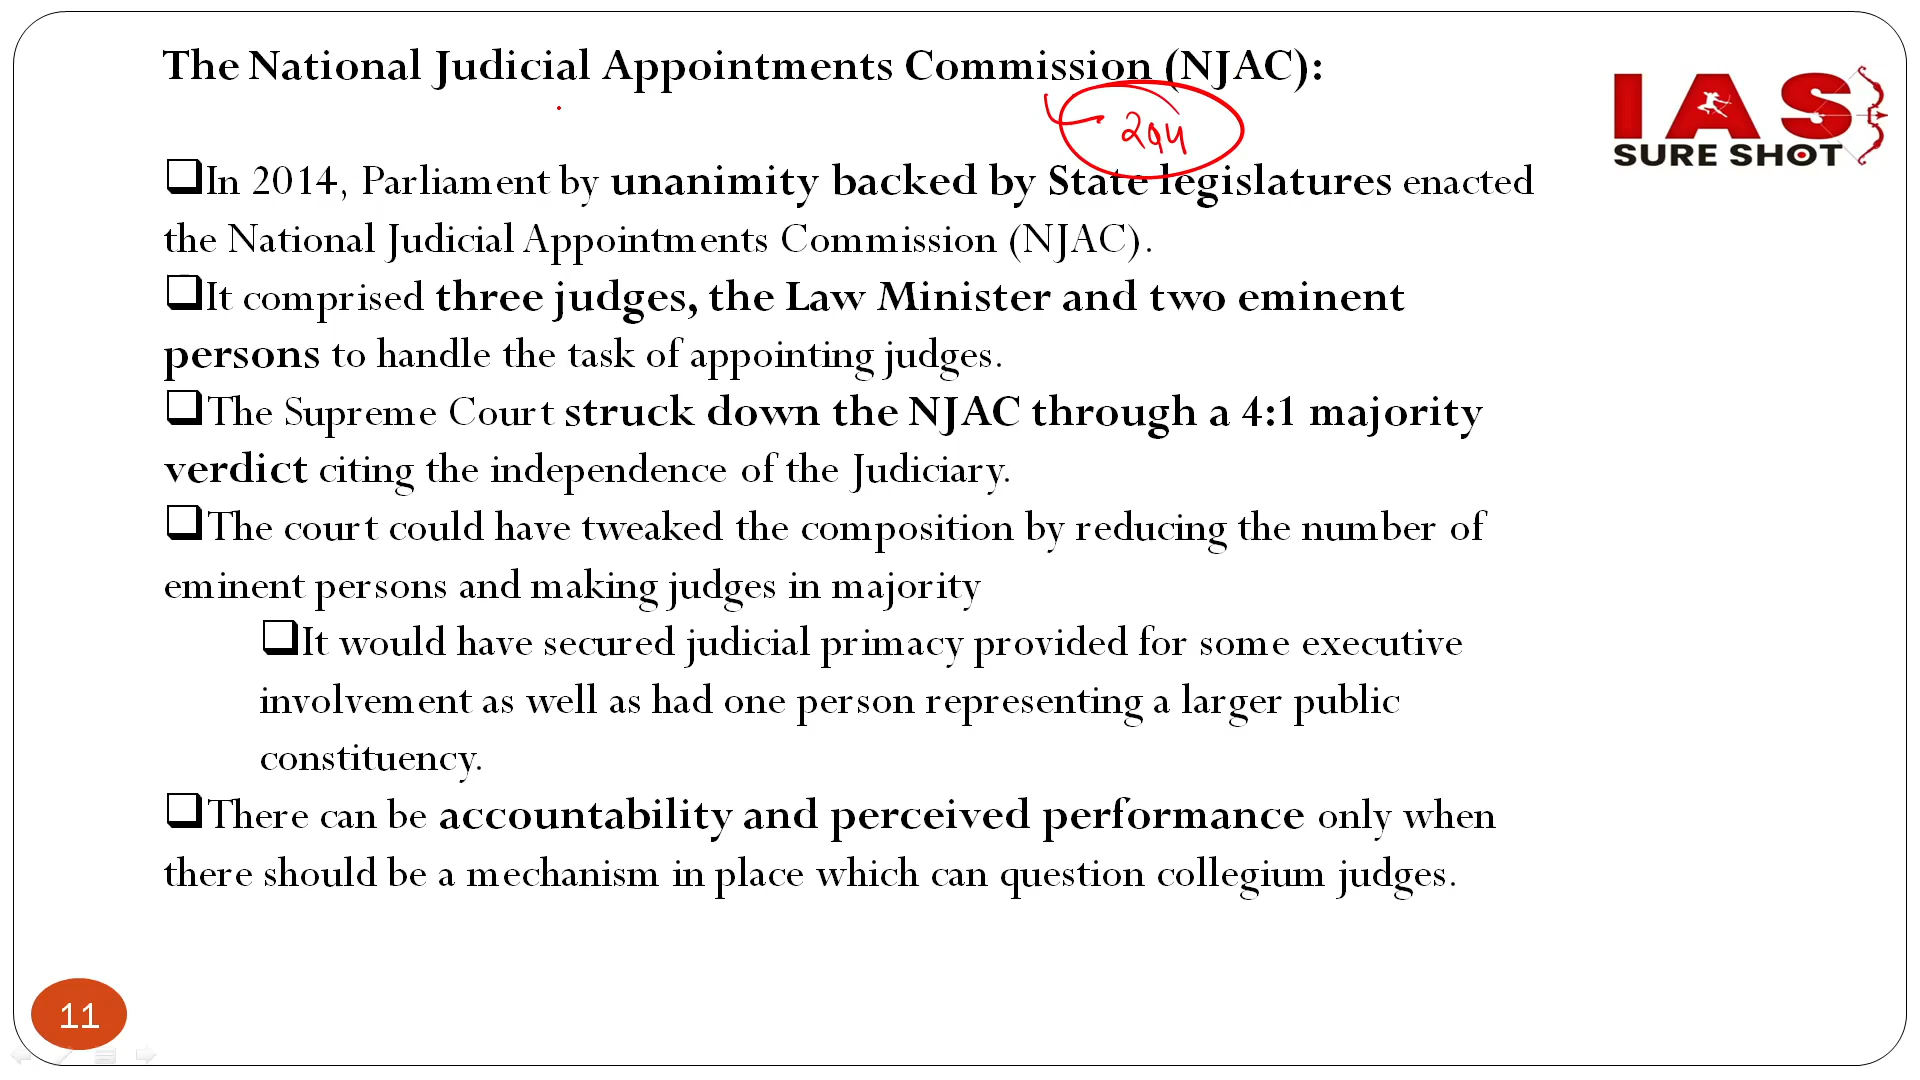 The National Judicial Appointments Commission (NJAC):
IAS
SURE SHOT
❑In 2014, Parliament by unanimity backed by State legislatures enacted
the National Judicial Appointments Commission (NJAC).
❑It comprised three judges, the Law Minister and two eminent
persons to handle the task of appointing judges.
❑The Supreme Court struck down the NJAC through a 4:1 majority
verdict citing the independence of the Judiciary.
❑The court could have tweaked the composition by reducing the number of
eminent persons and making judges in majority
❑It would have secured judicial primacy provided for some executive
involvement as well as had one person representing a larger public
constituency.
❑There can be accountability and perceived performance only when
there should be a mechanism in place which can question collegium judges.
11